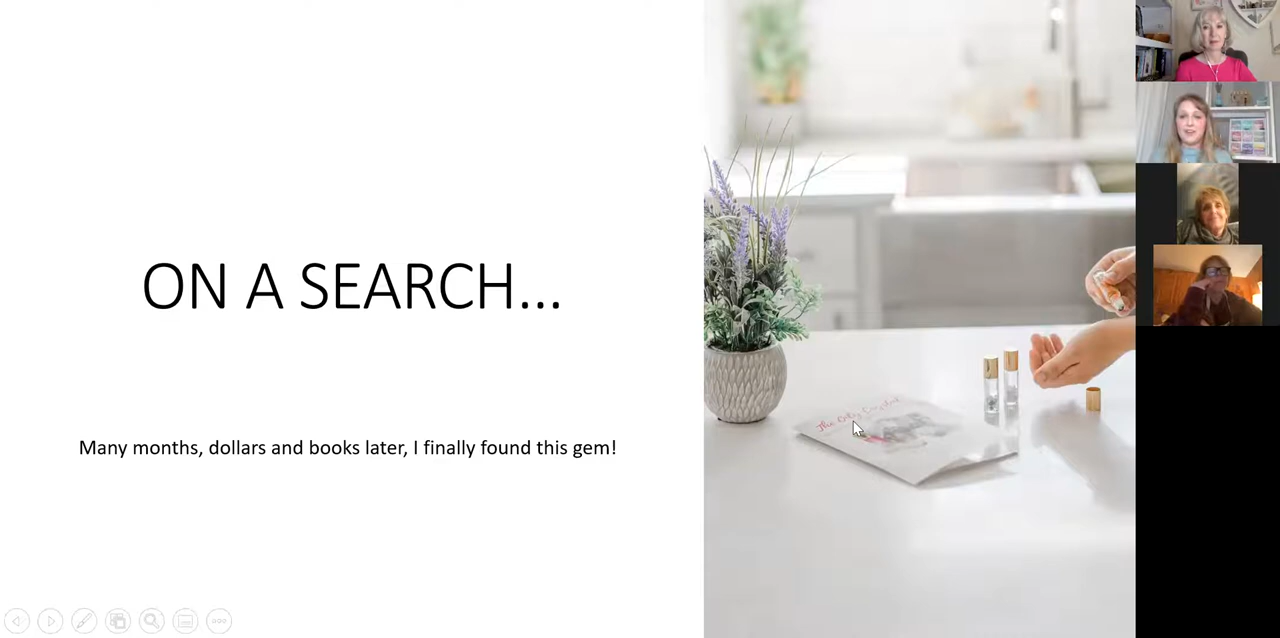 ON A SEARCH...
Many months, dollars and books later, I finally found this gem!